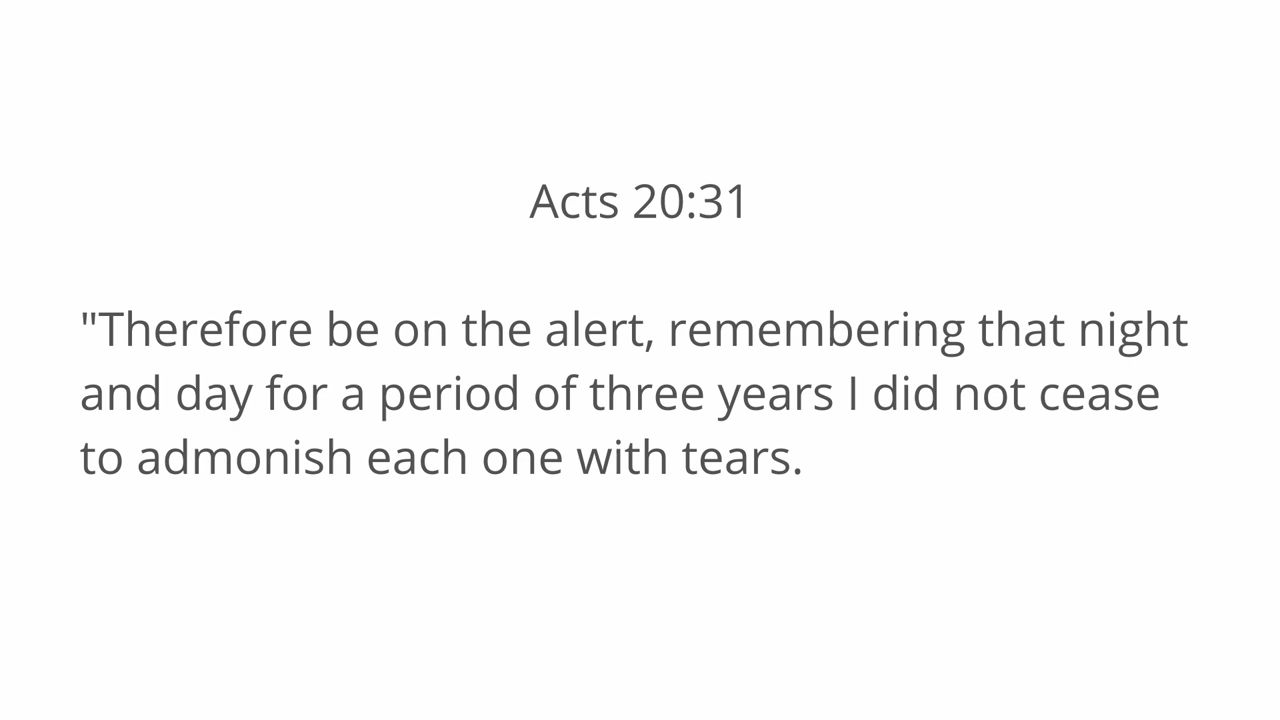 Acts 20:31
"Therefore be on the alert, remembering that night
and day for a period of three years I did not cease
to admonish each one with tears.